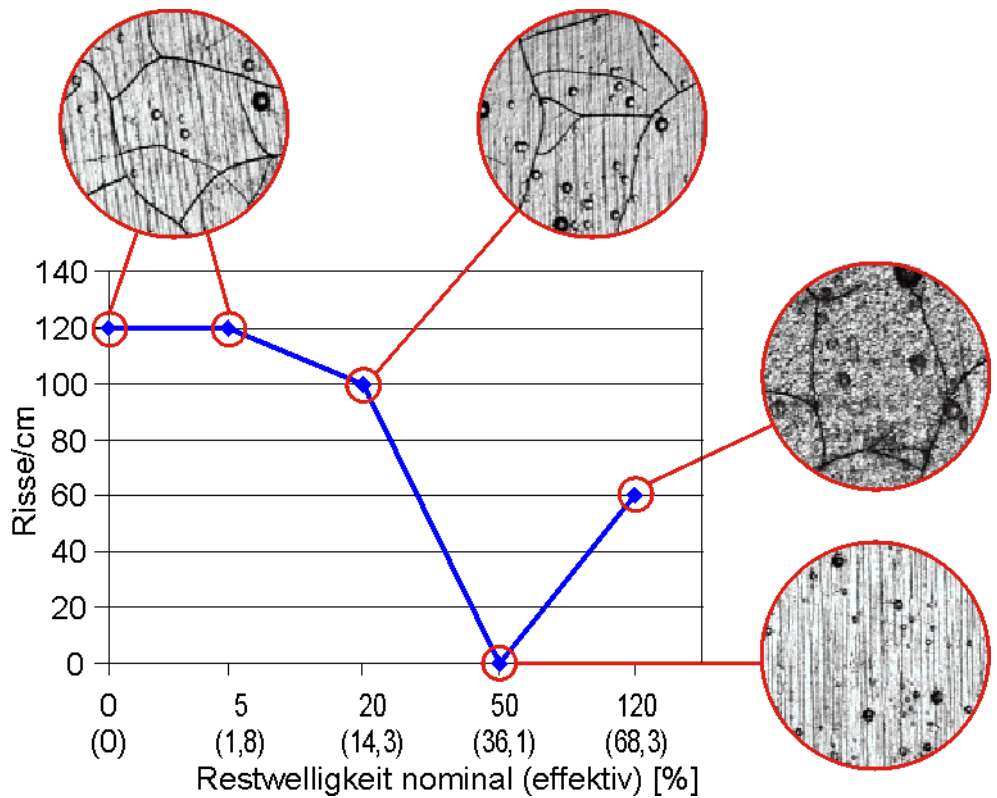 140
120
100
80
60
40
20
0
Risse/cm
0 5 20 50 120
(0) (1,8) (14,3) (36,1) (68,3)
Restwelligkeit nominal (effektiv) [%]